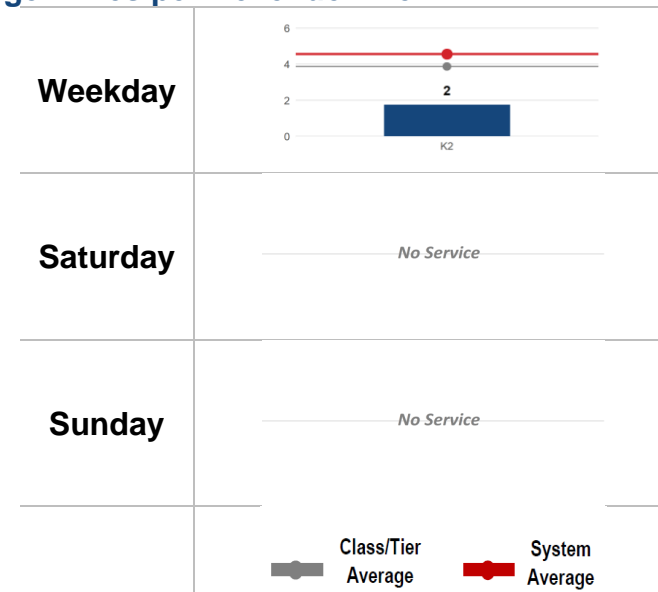 Weekday
6
4
2
0
2
K2
Saturday
No Service
Sunday
No Service
Class/Tier
Average
System
Average